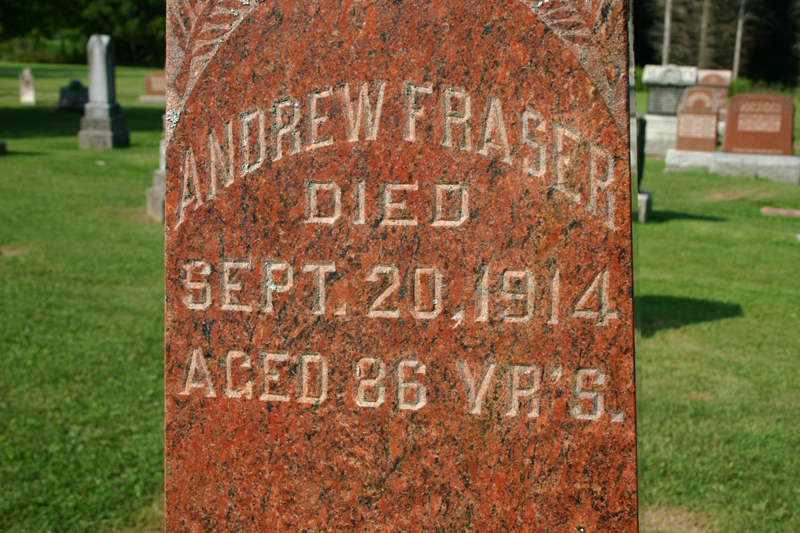 ANDREW FRASER
DIED
SEPT. 20, 1914
AGED 86 YR'S.